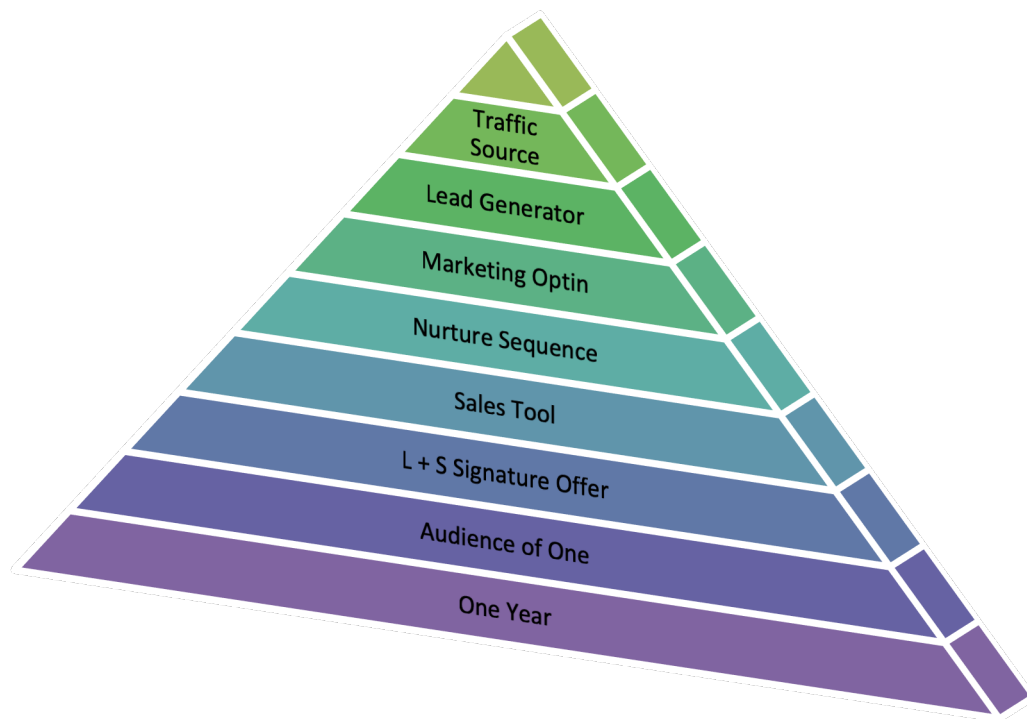 Traffic
Source
Lead Generator
Marketing Optin
Nurture Sequence
Sales Tool
L + S Signature Offer
Audience of One
One Year